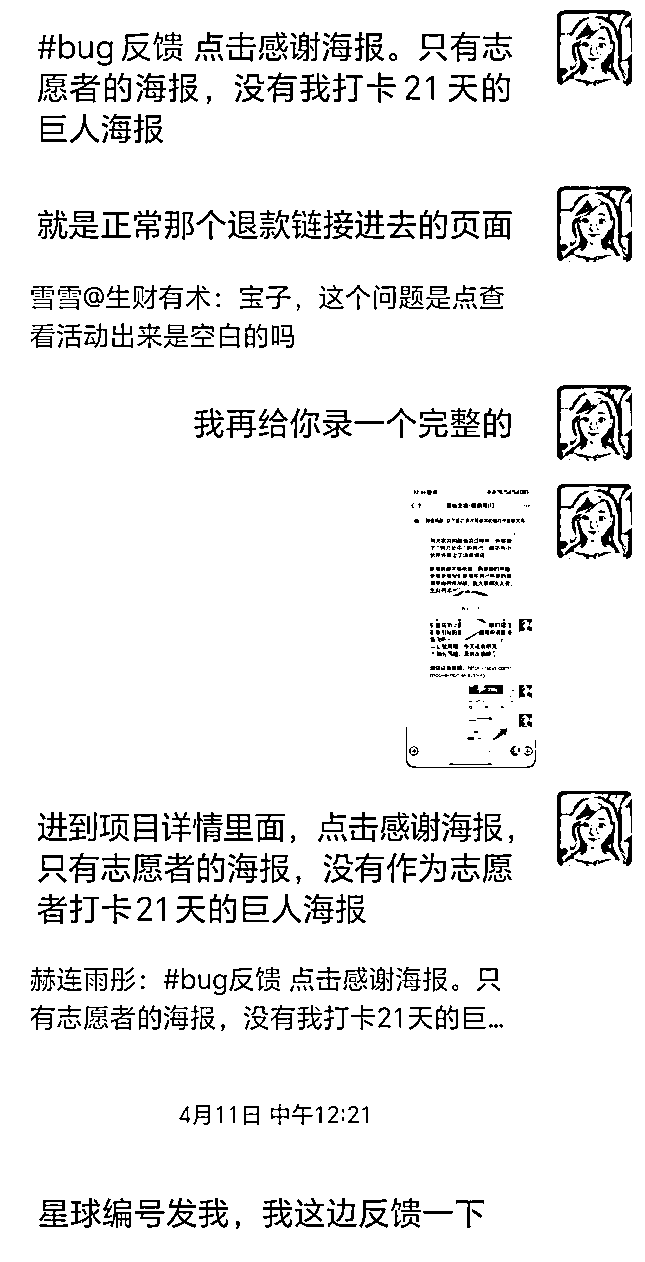 #bug反馈 点击感谢海报。只有志
愿者的海报，没有我打卡21天的
巨人海报
就是正常那个退款链接进去的页面
雪雪@生财有术：宝子，这个问题是点查
看活动出来是空白的吗
我再给你录一个完整的
进到项目详情里面，点击感谢海报，
只有志愿者的海报，没有作为志愿
者打卡21天的巨人海报
赫连雨彤：#bug反馈 点击感谢海报。只
有志愿者的海报，没有我打卡21天的巨...
4月11日 中午12:21
星球编号发我，我这边反馈一下